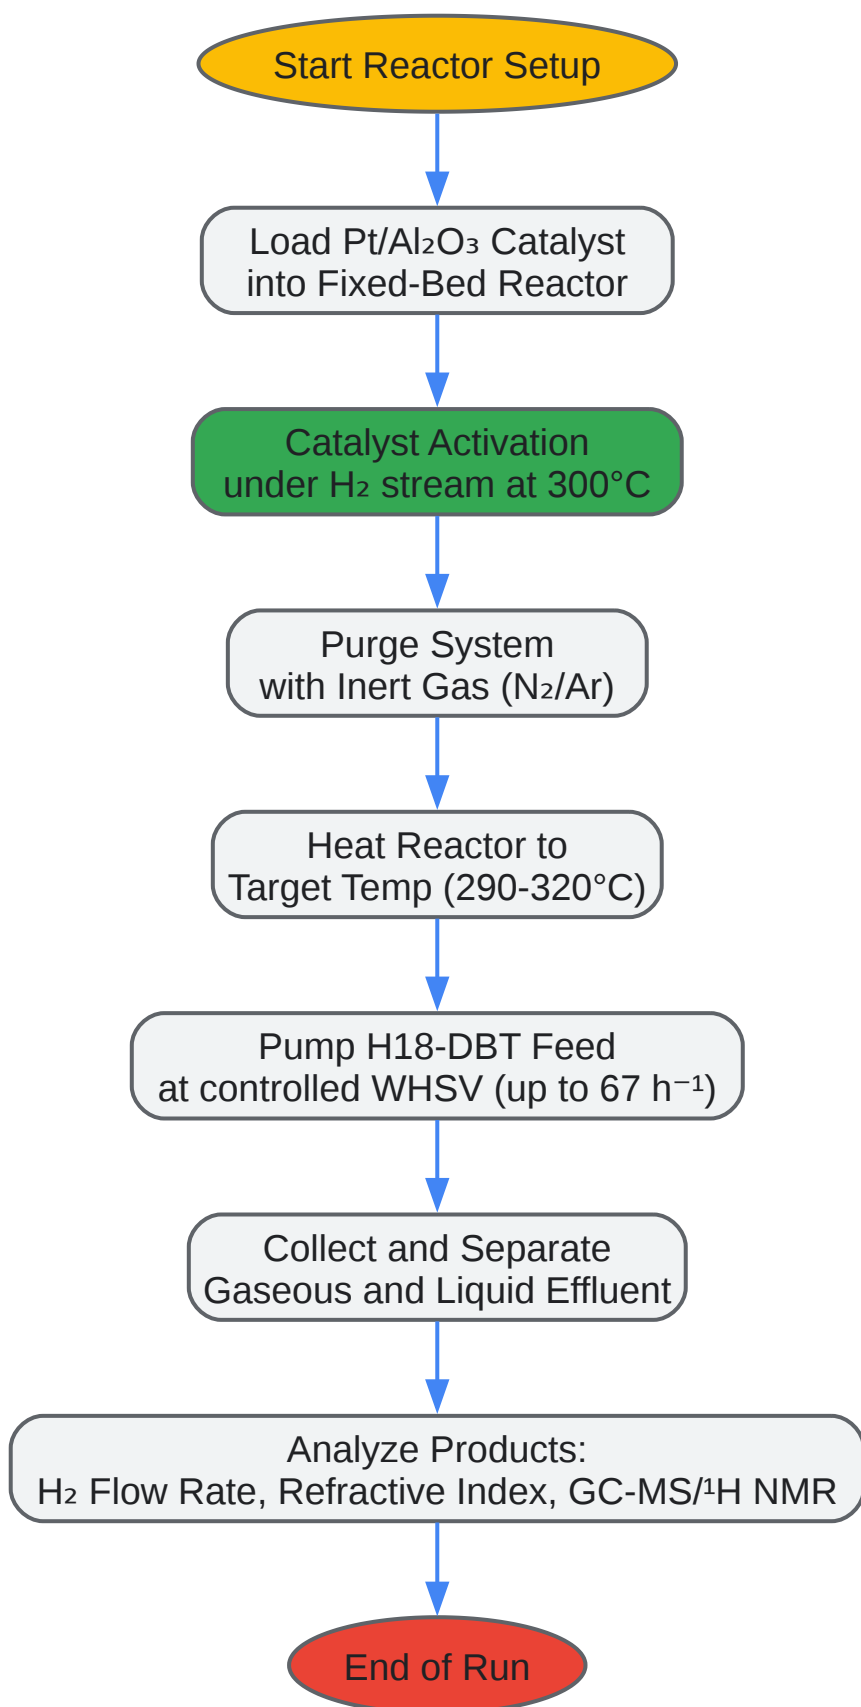 Start Reactor Setup
Load Pt/Al₂O₃ Catalyst
into Fixed-Bed Reactor
Catalyst Activation
under H₂ stream at 300°C
Purge System
with Inert Gas (N₂/Ar)
Heat Reactor to
Target Temp (290-320°C)
Pump H18-DBT Feed
at controlled WHSV (up to 67 h⁻¹)
Collect and Separate
Gaseous and Liquid Effluent
Analyze Products:
H₂ Flow Rate, Refractive Index, GC-MS/¹H NMR
End of Run